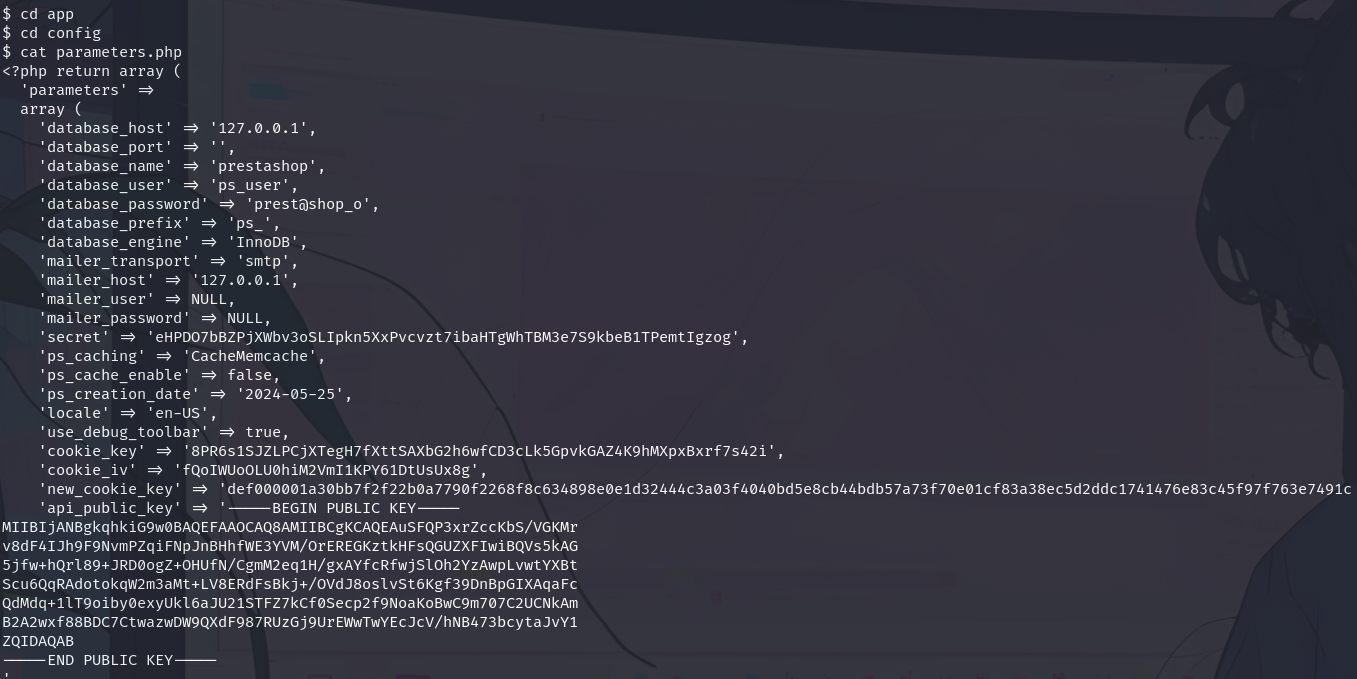 $ cd app
$ cd config
$ cat parameters.php
<?php return array (
  'parameters' =>
  array (
    'database_host' => '127.0.0.1',
    'database_port' => '',
    'database_name' => 'prestashop',
    'database_user' => 'ps_user',
    'database_password' => 'prest@shop_o',
    'database_prefix' => 'ps_',
    'database_engine' => 'InnoDB',
    'mailer_transport' => 'smtp',
    'mailer_host' => '127.0.0.1',
    'mailer_user' => NULL,
    'mailer_password' => NULL,
    'secret' => 'eHPDO7bBZPjXWbv3oSLIpkn5XxPvcvzt7ibaHTgWhTBM3e7S9kbeB1TPemtIgzog',
    'ps_caching' => 'CacheMemcache',
    'ps_cache_enable' => false,
    'ps_creation_date' => '2024-05-25',
    'locale' => 'en-US',
    'use_debug_toolbar' => true,
    'cookie_key' => '8PR6s1SJZLPCjXTegH7fXttSAXbG2h6wfCD3cLk5GpvkGAZ4K9hMXpxBxrf7s42i',
    'cookie_iv' => 'fQoIWUoOLU0hiM2VmI1KPY61DtUsUx8g',
    'new_cookie_key' => 'def000001a30bb7f2f22b0a7790f2268f8c634898e0e1d32444c3a03f4040bd5e8cb44bdb57a73f70e01cf83a38ec5d2ddc1741476e83c45f97f763e7491c
    'api_public_key' => '-----BEGIN PUBLIC KEY-----
MIIBIjANBgkqhkiG9w0BAQEFAAOCAQ8AMIIBCgKCAQEAuSFQP3xrZccKbS/VGKMr
v8dF4IJh9F9NvmPZqiFNpJnBHhfWE3YVM/OrEREGKztkHFsQGUZXFIwiBQVs5kAG
5jfw+hQrl89+JRD0ogZ+OHUfN/CgmM2eq1H/gxAYfcRfwjSlOh2YzAwpLvwtYXBt
Scu6QqRAdotokqW2m3aMt+LV8ERdFsBkj+/OVdJ8oslvSt6Kgf39DnBpGIXAqaFc
QdMdq+1lT9oiby0exyUkl6aJU21STFZ7kCf0Secp2f9NoaKoBwC9m707C2UCNkAm
B2A2wxf88BDC7CtwazwDW9QXdF987RUzGj9UrEWwTwYEcJcV/hNB473bcytaJvY1
ZQIDAQAB
-----END PUBLIC KEY-----
',